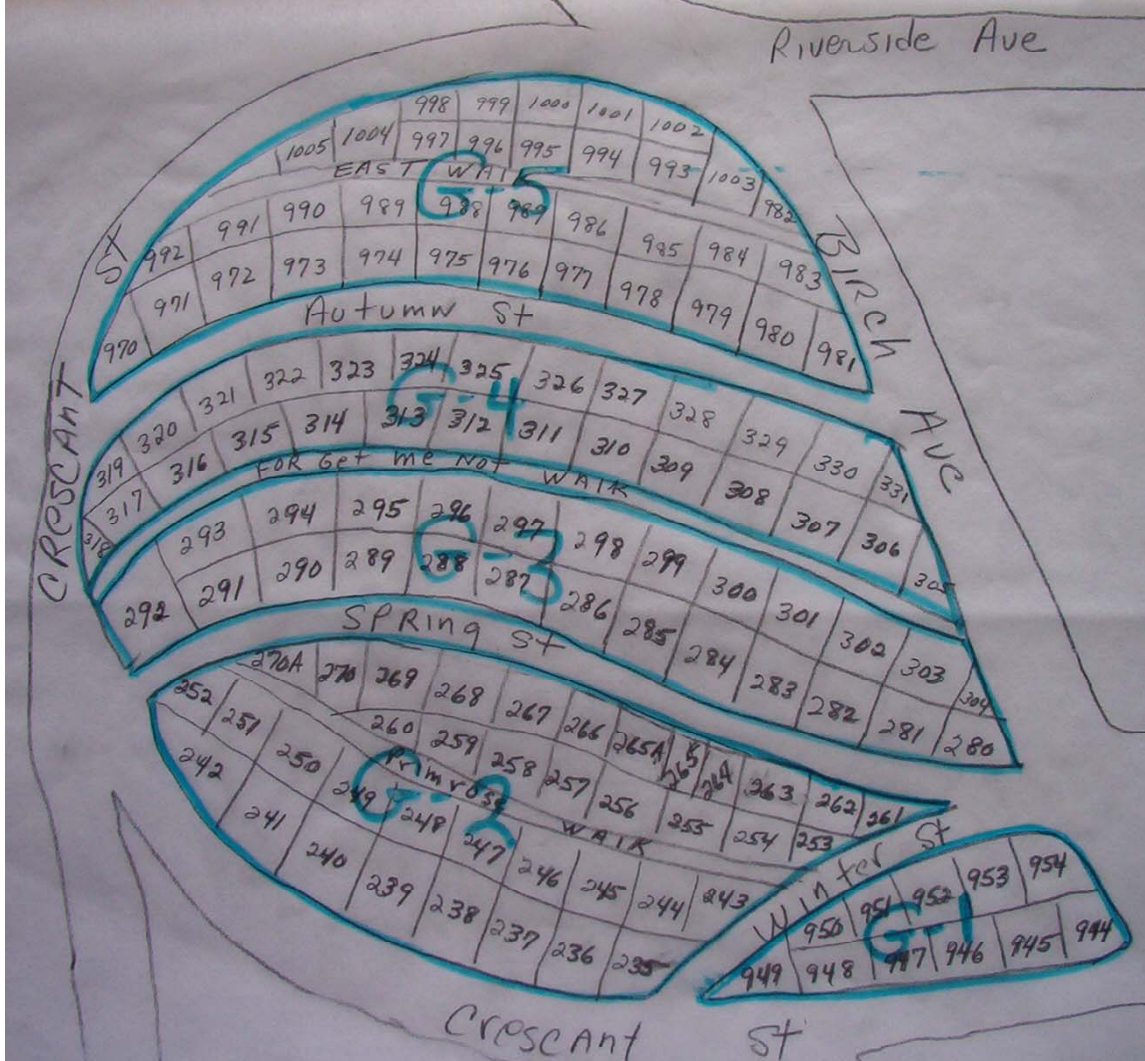 Riverside Ave
998 999 1000 1001 1002
1005 1004 997 996 995 994 993 1003 982
EAST WALK
G-5
992 991 990 989 988 987 986 985 984 983
970 971 972 973 974 975 976 977 978 979 980 981
Autumn St
BIRCH AVE
CRESCANT ST
319 320 321 322 323 324 325 326 327 328 329 330 331
G-4
318 317 316 315 314 313 312 311 310 309 308 307 306 305
FOR Get me Not WALK
293 294 295 296 297 298 299 300 301 302 303 304
G-3
292 291 290 289 288 287 286 285 284 283 282 281 280
SPRing St
270A 270 269 268 267 266 265A 265 264 263 262 261
260 259 258 257 256 255 254 253
Primrose WALK
G-2
252 251 250 249 248 247 246 245 244 243
242 241 240 239 238 237 236 235
Winter St
950 951 952 953 954
G-1
949 948 947 946 945 944
CrescAnt St